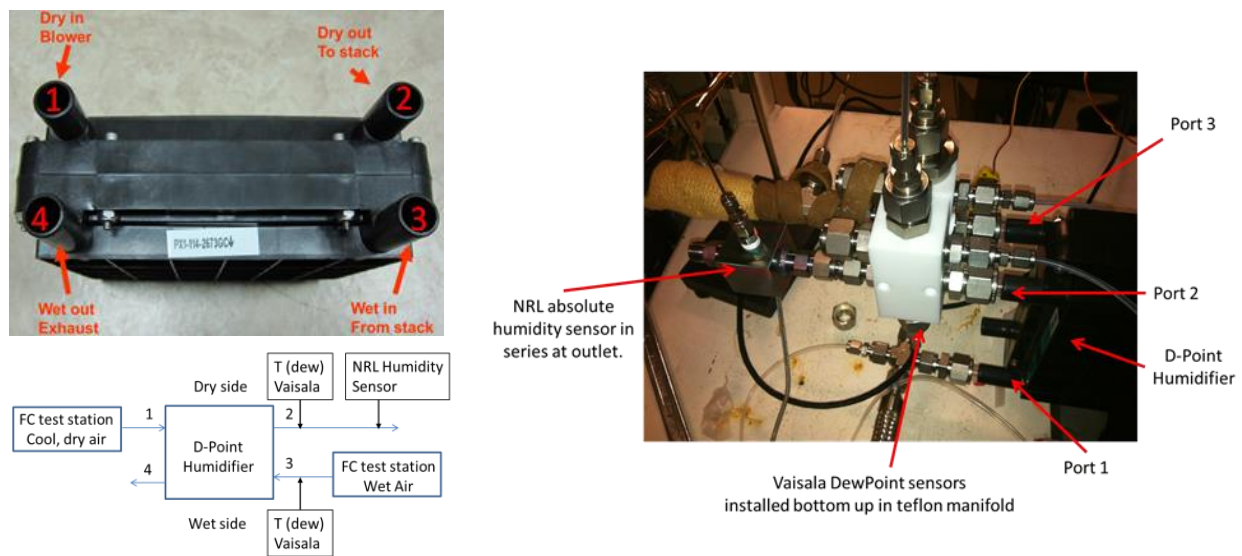 Dry in
Blower
Dry out
To stack
1
2
4
3
PX3-114-2673GC
Wet out
Exhaust
Wet in
From stack
Dry side
T (dew)
Vaisala
NRL Humidity
Sensor
FC test station
Cool, dry air
1
2
D-Point
Humidifier
4
3
FC test station
Wet Air
Wet side
T (dew)
Vaisala
Port 3
NRL absolute
humidity sensor in
series at outlet.
Port 2
D-Point
Humidifier
Port 1
Vaisala DewPoint sensors
installed bottom up in teflon manifold